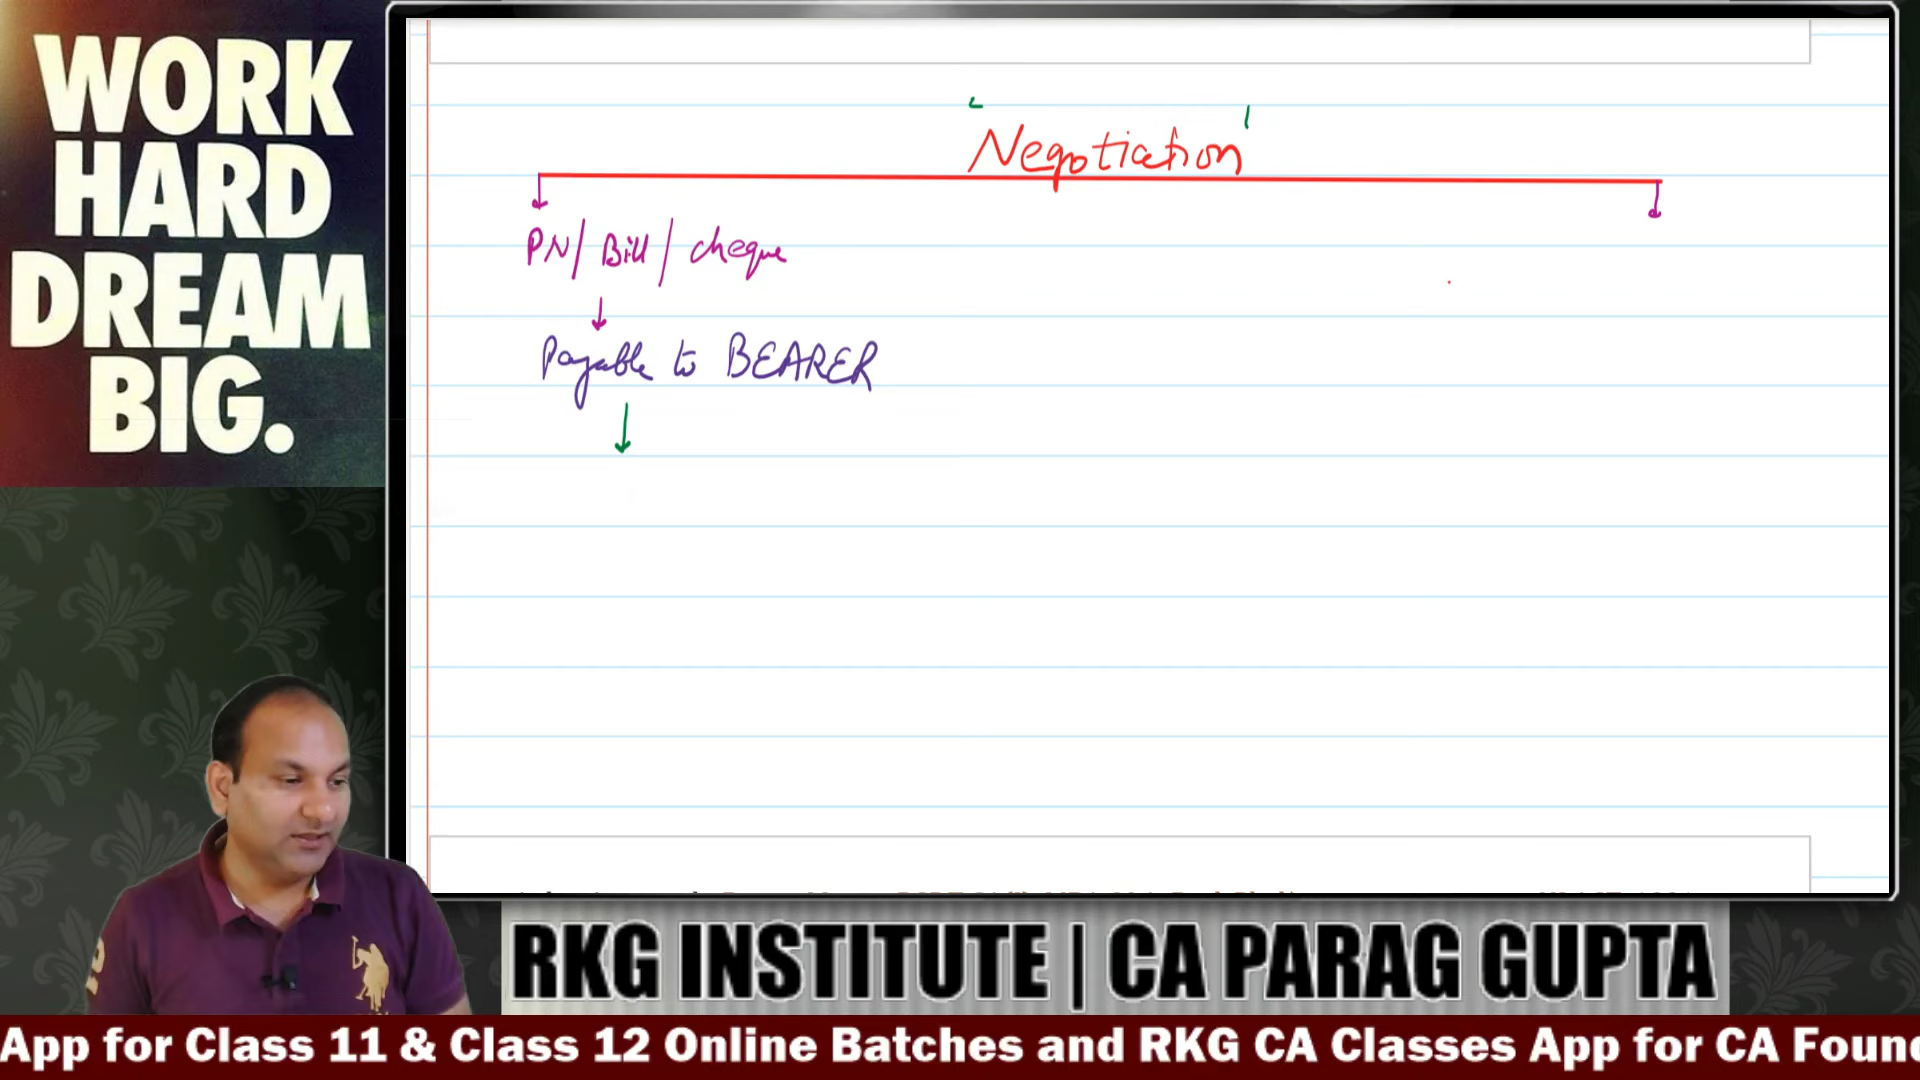 WORK
HARD
DREAM
BIG.
Negotiation
PN/ Bill / cheque
Payable to BEARER
RKG INSTITUTE | CA PARAG GUPTA
App for Class 11 & Class 12 Online Batches and RKG CA Classes App for CA Foun